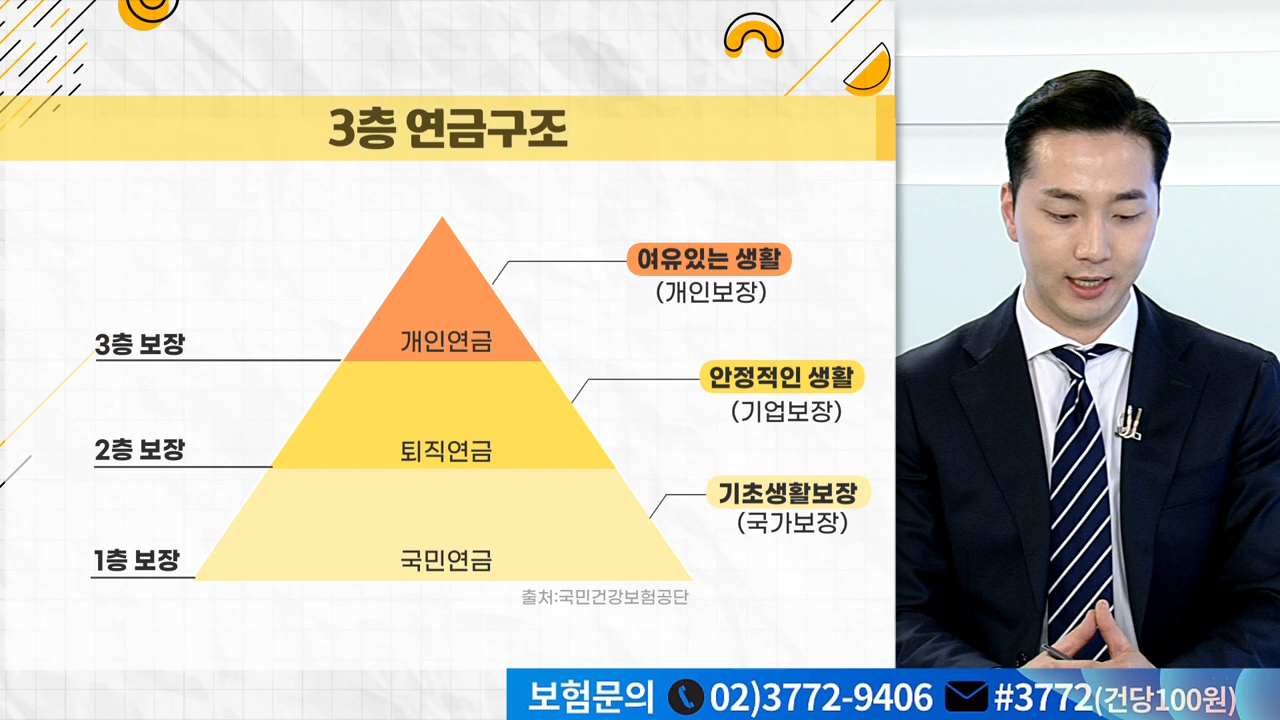 3층 연금구조
여유있는 생활
(개인보장)
3층 보장
개인연금
안정적인 생활
(기업보장)
2층 보장
퇴직연금
기초생활보장
(국가보장)
1층 보장
국민연금
출처:국민건강보험공단
보험문의 02)3772-9406 #3772(건당100원)